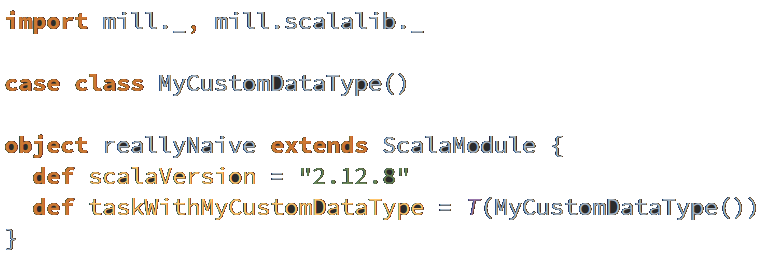 import mill._, mill.scalalib._
case class MyCustomDataType()
object reallyNaive extends ScalaModule {
def scalaVersion = "2.12.8"
def taskWithMyCustomDataType = T(MyCustomDataType())
}